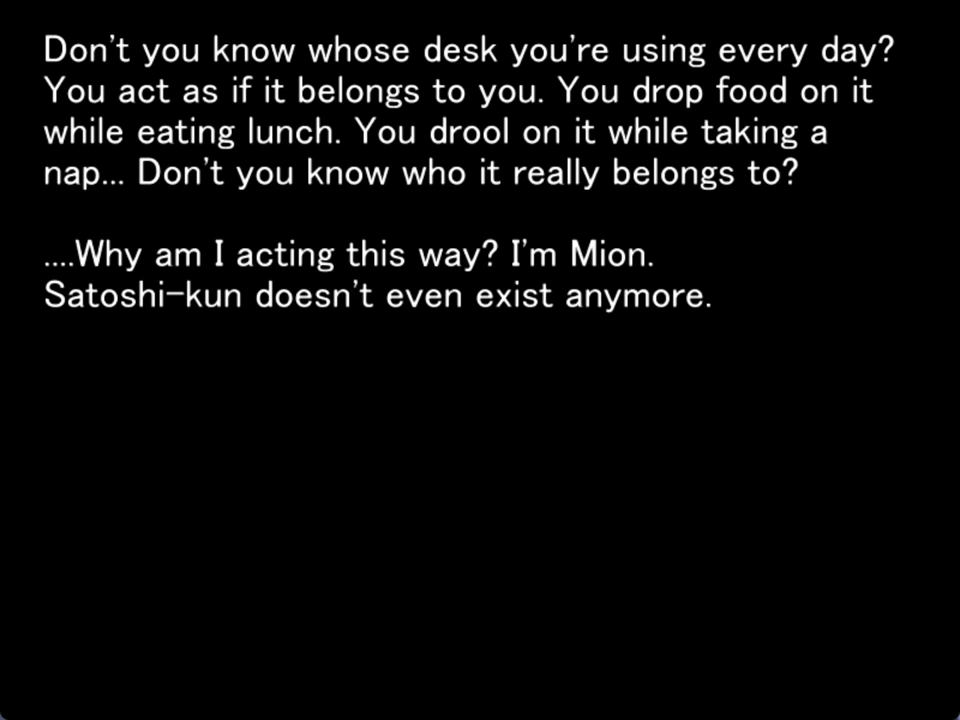 Don't you know whose desk you're using every day?
You act as if it belongs to you. You drop food on it
while eating lunch. You drool on it while taking a
nap... Don't you know who it really belongs to?
....Why am I acting this way? I'm Mion.
Satoshi-kun doesn't even exist anymore.